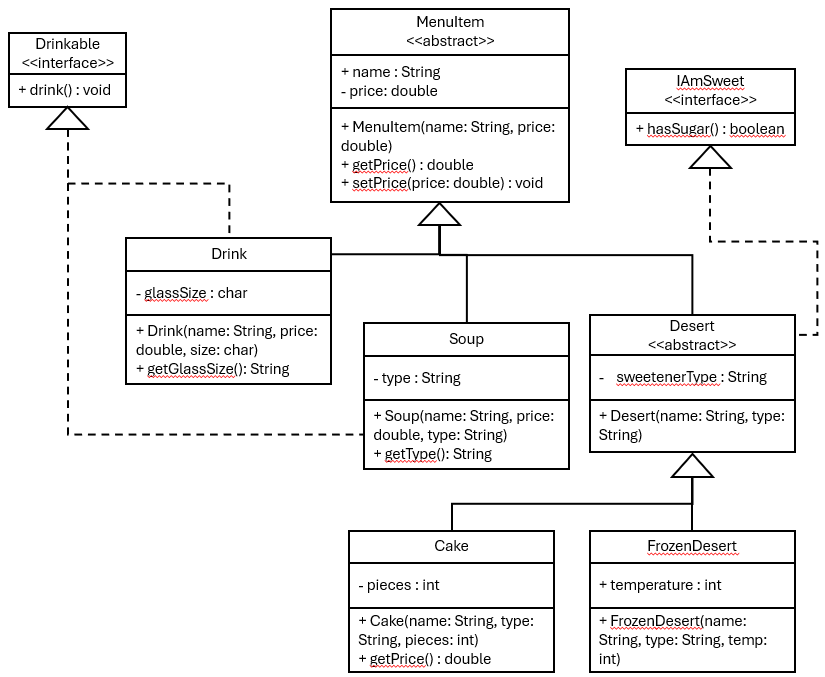 Drinkable
<<interface>>
+ drink() : void
MenuItem
<<abstract>>
+ name : String
- price: double
+ MenuItem(name: String, price:
double)
+ getPrice() : double
+ setPrice(price: double) : void
IAmSweet
<<interface>>
+ hasSugar() : boolean
Drink
- glassSize : char
+ Drink(name: String, price:
double, size: char)
+ getGlassSize(): String
Soup
- type : String
+ Soup(name: String, price:
double, type: String)
+ getType(): String
Desert
<<abstract>>
- sweetenerType : String
+ Desert(name: String, type:
String)
Cake
- pieces : int
+ Cake(name: String, type:
String, pieces: int)
+ getPrice() : double
FrozenDesert
+ temperature : int
+ FrozenDesert(name:
String, type: String, temp:
int)